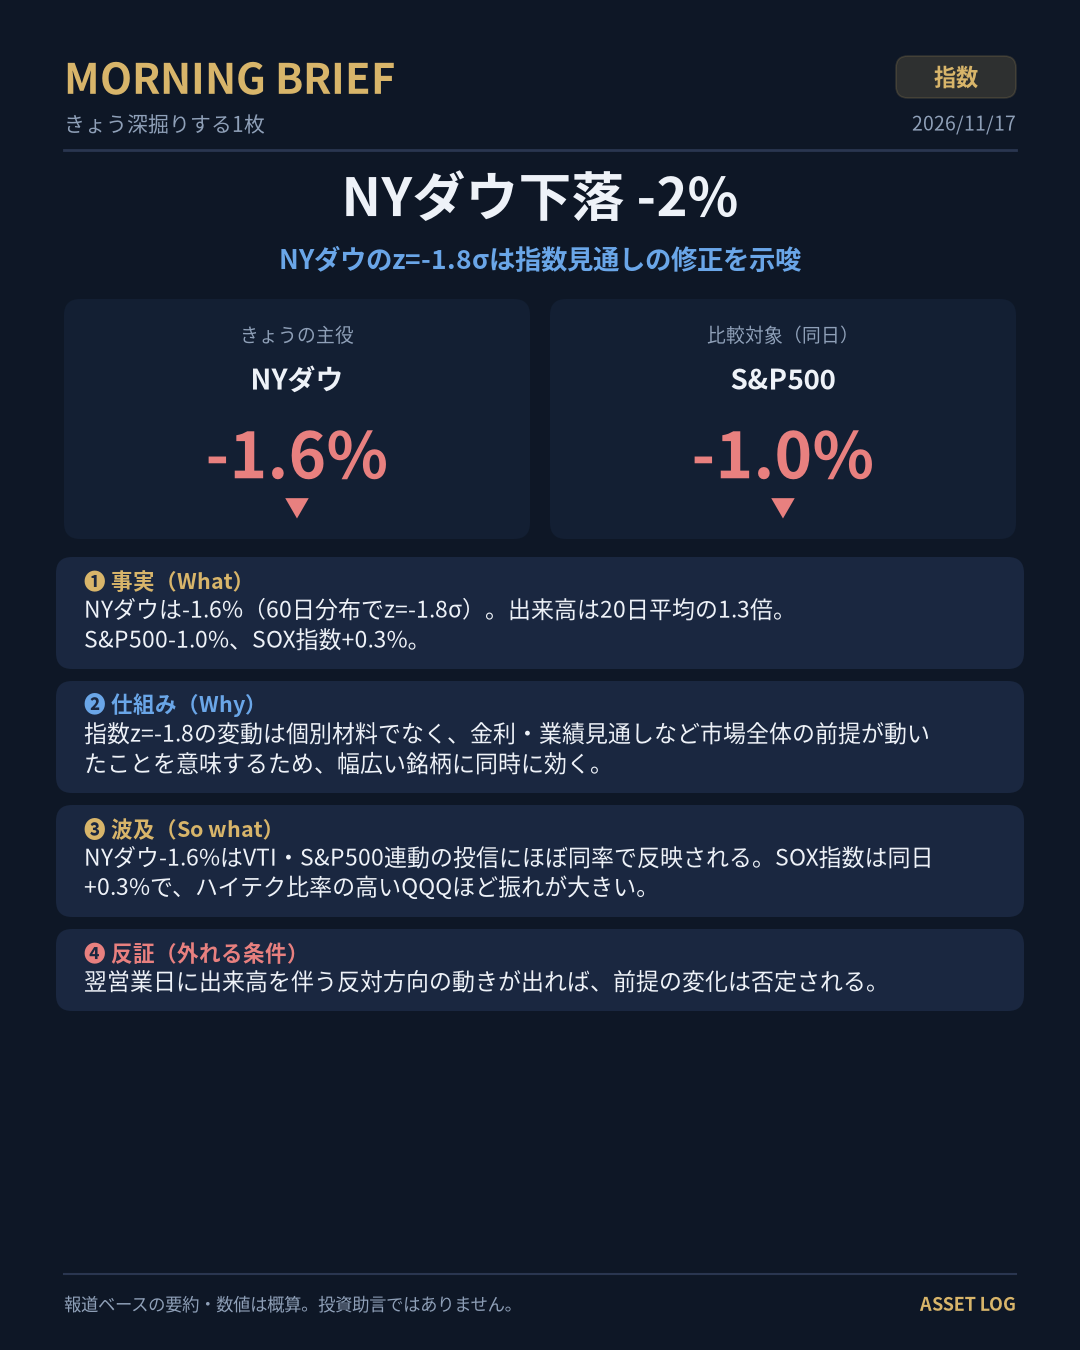 MORNING BRIEF
指数
きょう深掘りする1枚
2026/11/17
NYダウ下落 -2%
NYダウのz=-1.8σは指数見通しの修正を示唆
きょうの主役
NYダウ
-1.6%
▼
比較対象（同日）
S&P500
-1.0%
▼
❶ 事実（What）
NYダウは-1.6%（60日分布でz=-1.8σ）。出来高は20日平均の1.3倍。
S&P500-1.0%、SOX指数+0.3%。
❷ 仕組み（Why）
指数z=-1.8の変動は個別材料でなく、金利・業績見通しなど市場全体の前提が動い
たことを意味するため、幅広い銘柄に同時に効く。
❸ 波及（So what）
NYダウ-1.6%はVTI・S&P500連動の投信にほぼ同率で反映される。SOX指数は同日
+0.3%で、ハイテク比率の高いQQQほど振れが大きい。
❹ 反証（外れる条件）
翌営業日に出来高を伴う反対方向の動きが出れば、前提の変化は否定される。
報道ベースの要約・数値は概算。投資助言ではありません。
ASSET LOG